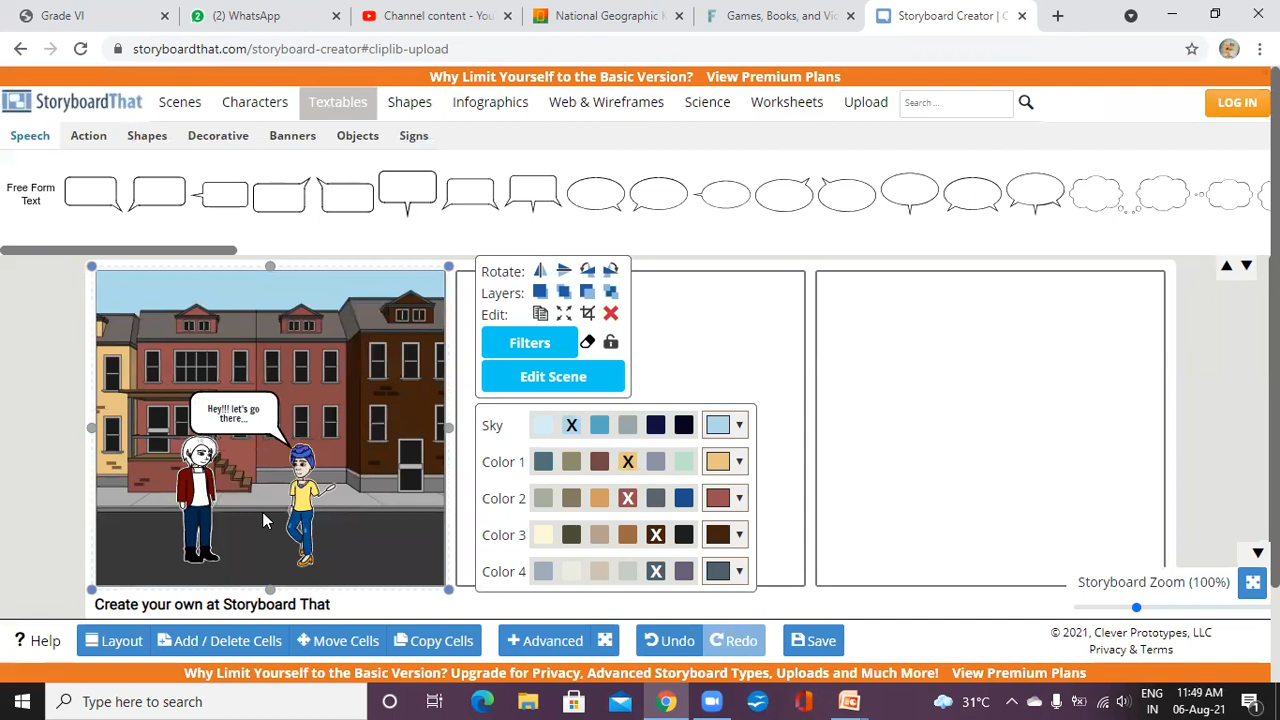 Grade VI
(2) WhatsApp
Channel content - You
National Geographic K
Games, Books, and Vi
Storyboard Creator | C
storyboardthat.com/storyboard-creator#cliplib-upload
Why Limit Yourself to the Basic Version? View Premium Plans
StoryboardThat
Scenes
Characters
Textables
Shapes
Infographics
Web & Wireframes
Science
Worksheets
Upload
Search ...
LOG IN
Speech
Action
Shapes
Decorative
Banners
Objects
Signs
Free Form
Text
Hey!!! let's go
there...
Rotate:
Layers:
Edit:
Filters
Edit Scene
Sky
X
Color 1
X
Color 2
X
Color 3
X
Color 4
X
Storyboard Zoom (100%)
Create your own at Storyboard That
? Help
Layout
Add / Delete Cells
Move Cells
Copy Cells
+ Advanced
Undo
Redo
Save
© 2021, Clever Prototypes, LLC
Privacy & Terms
Why Limit Yourself to the Basic Version? Upgrade for Privacy, Advanced Storyboard Types, Uploads and Much More! View Premium Plans
Type here to search
31°C
ENG
IN
11:49 AM
06-Aug-21
1